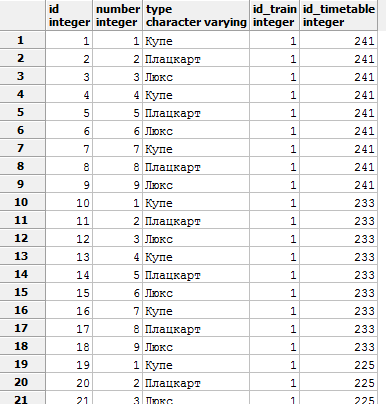 id number type id_train id_timetable
integer integer character varying integer integer
1 1 1 Купе 1 241
2 2 2 Плацкарт 1 241
3 3 3 Люкс 1 241
4 4 4 Купе 1 241
5 5 5 Плацкарт 1 241
6 6 6 Люкс 1 241
7 7 7 Купе 1 241
8 8 8 Плацкарт 1 241
9 9 9 Люкс 1 241
10 10 1 Купе 1 233
11 11 2 Плацкарт 1 233
12 12 3 Люкс 1 233
13 13 4 Купе 1 233
14 14 5 Плацкарт 1 233
15 15 6 Люкс 1 233
16 16 7 Купе 1 233
17 17 8 Плацкарт 1 233
18 18 9 Люкс 1 233
19 19 1 Купе 1 225
20 20 2 Плацкарт 1 225
21 21 3 Люкс 1 225